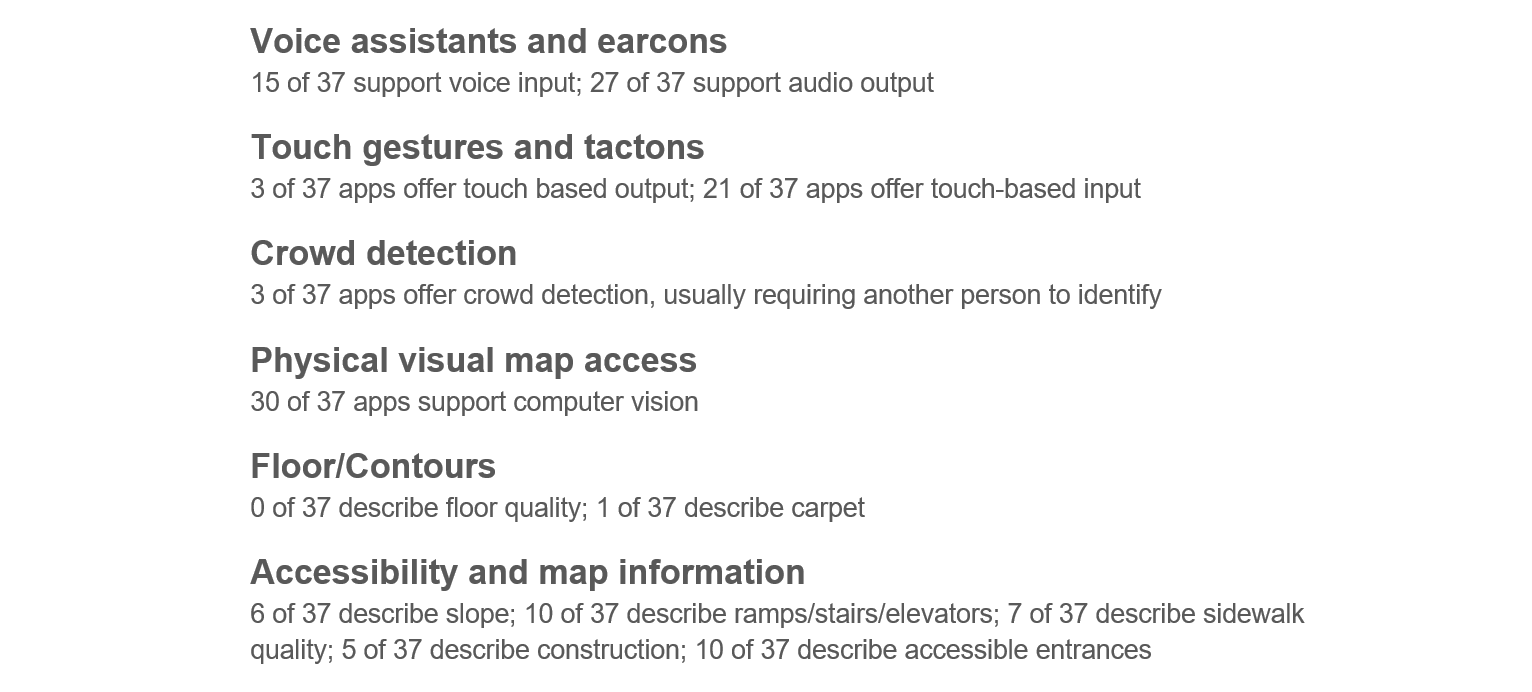 Voice assistants and earcons
15 of 37 support voice input; 27 of 37 support audio output
Touch gestures and tactons
3 of 37 apps offer touch based output; 21 of 37 apps offer touch-based input
Crowd detection
3 of 37 apps offer crowd detection, usually requiring another person to identify
Physical visual map access
30 of 37 apps support computer vision
Floor/Contours
0 of 37 describe floor quality; 1 of 37 describe carpet
Accessibility and map information
6 of 37 describe slope; 10 of 37 describe ramps/stairs/elevators; 7 of 37 describe sidewalk
quality; 5 of 37 describe construction; 10 of 37 describe accessible entrances